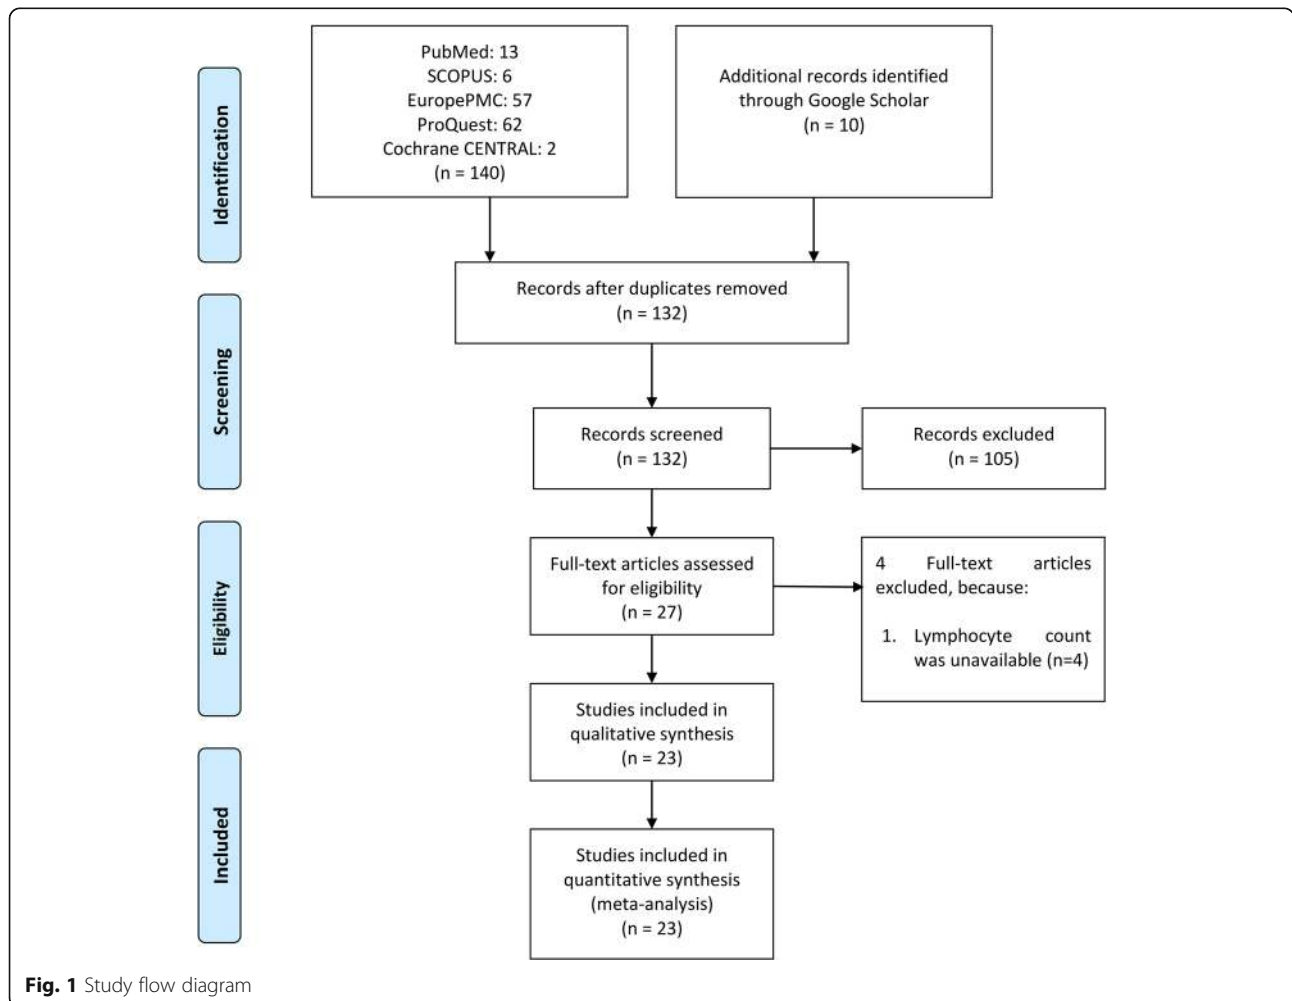 Identification
PubMed: 13
SCOPUS: 6
EuropePMC: 57
ProQuest: 62
Cochrane CENTRAL: 2
(n = 140)
Additional records identified
through Google Scholar
(n = 10)
Records after duplicates removed
(n = 132)
Screening
Records screened
(n = 132)
Records excluded
(n = 105)
Eligibility
Full-text articles assessed
for eligibility
(n = 27)
4 Full-text articles
excluded, because:
1. Lymphocyte count
was unavailable (n=4)
Studies included in
qualitative synthesis
(n = 23)
Included
Studies included in
quantitative synthesis
(meta-analysis)
(n = 23)
Fig. 1 Study flow diagram